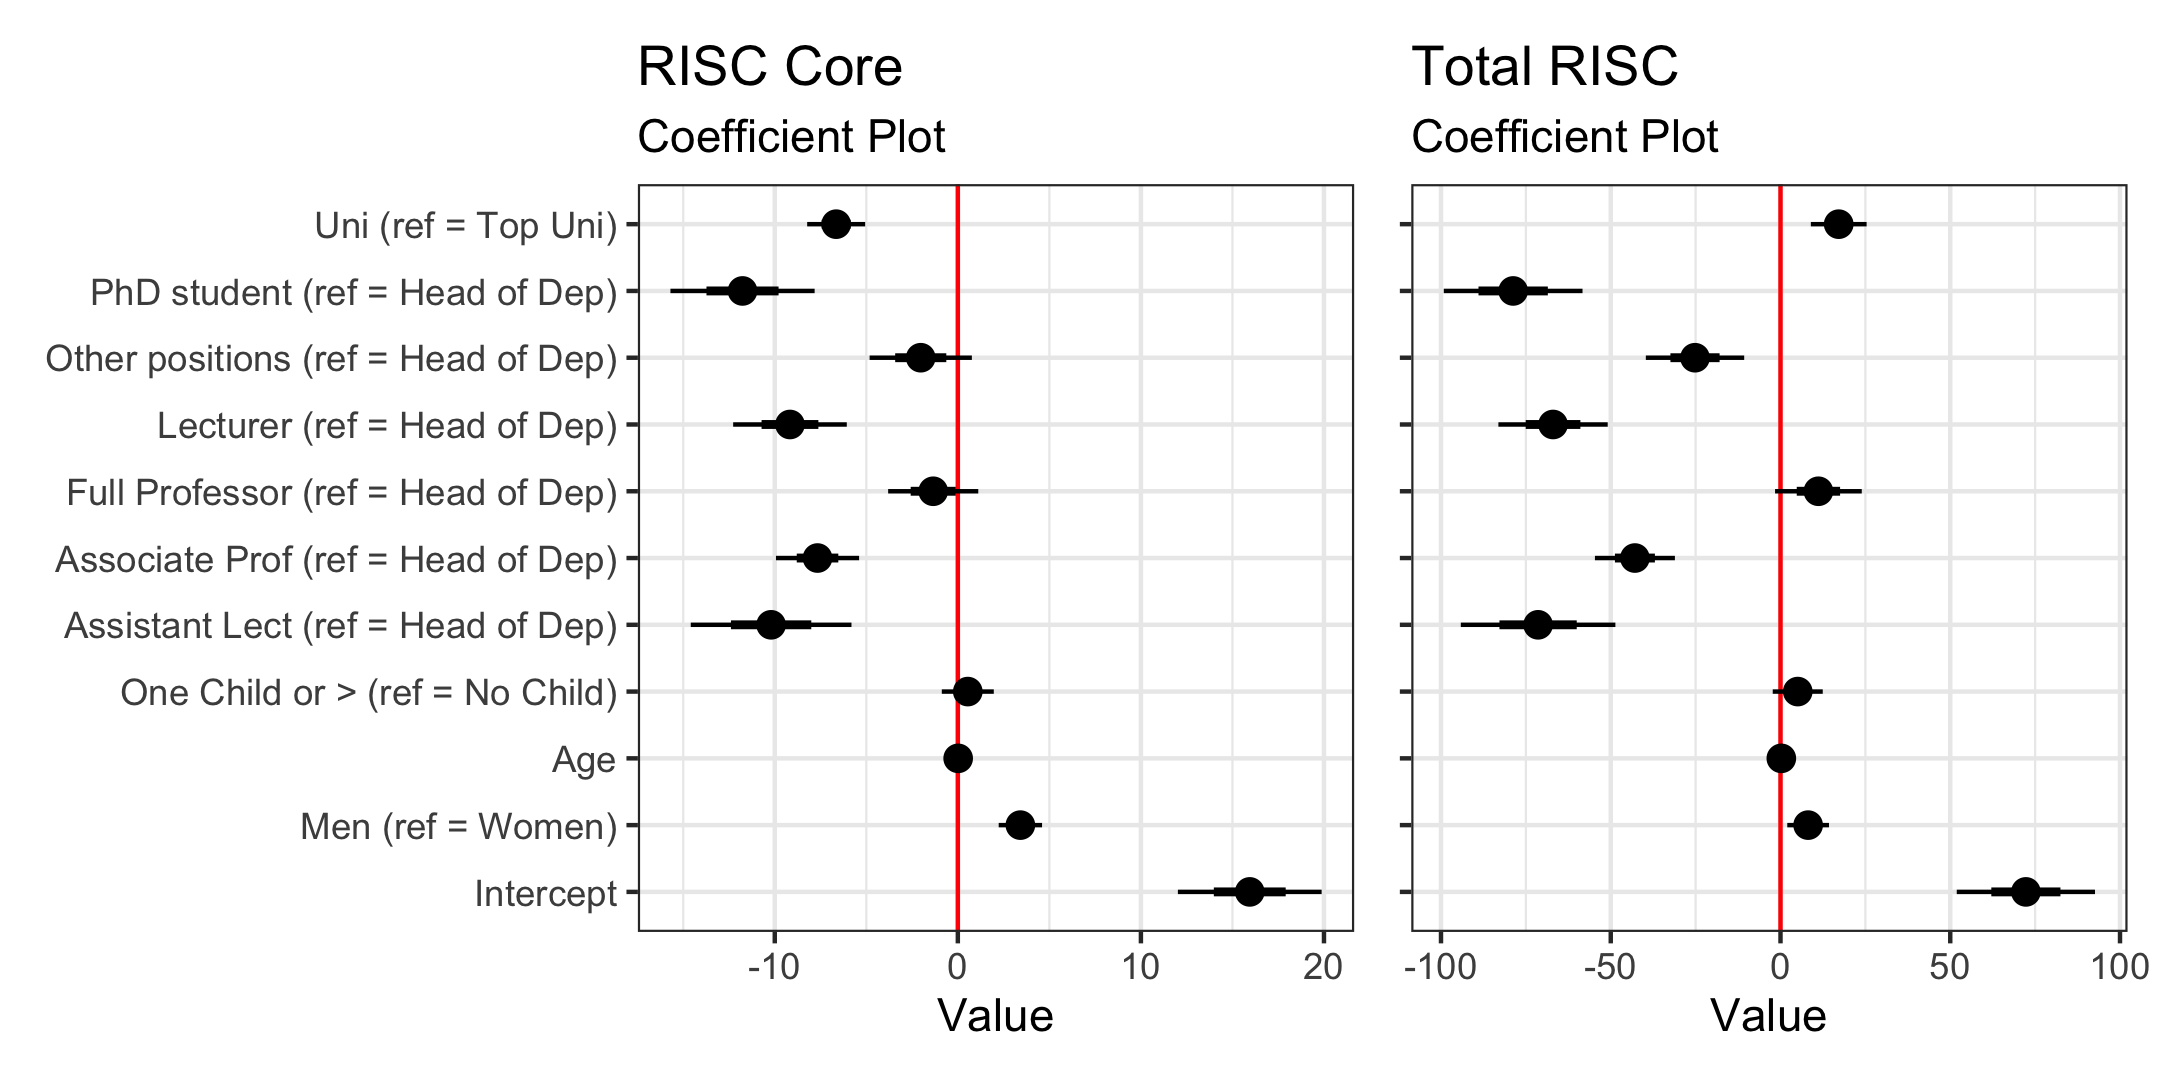 RISC Core
Coefficient Plot
Uni (ref = Top Uni)
PhD student (ref = Head of Dep)
Other positions (ref = Head of Dep)
Lecturer (ref = Head of Dep)
Full Professor (ref = Head of Dep)
Associate Prof (ref = Head of Dep)
Assistant Lect (ref = Head of Dep)
One Child or > (ref = No Child)
Age
Men (ref = Women)
Intercept
-10 0 10 20
Value
Total RISC
Coefficient Plot
-100 -50 0 50 100
Value